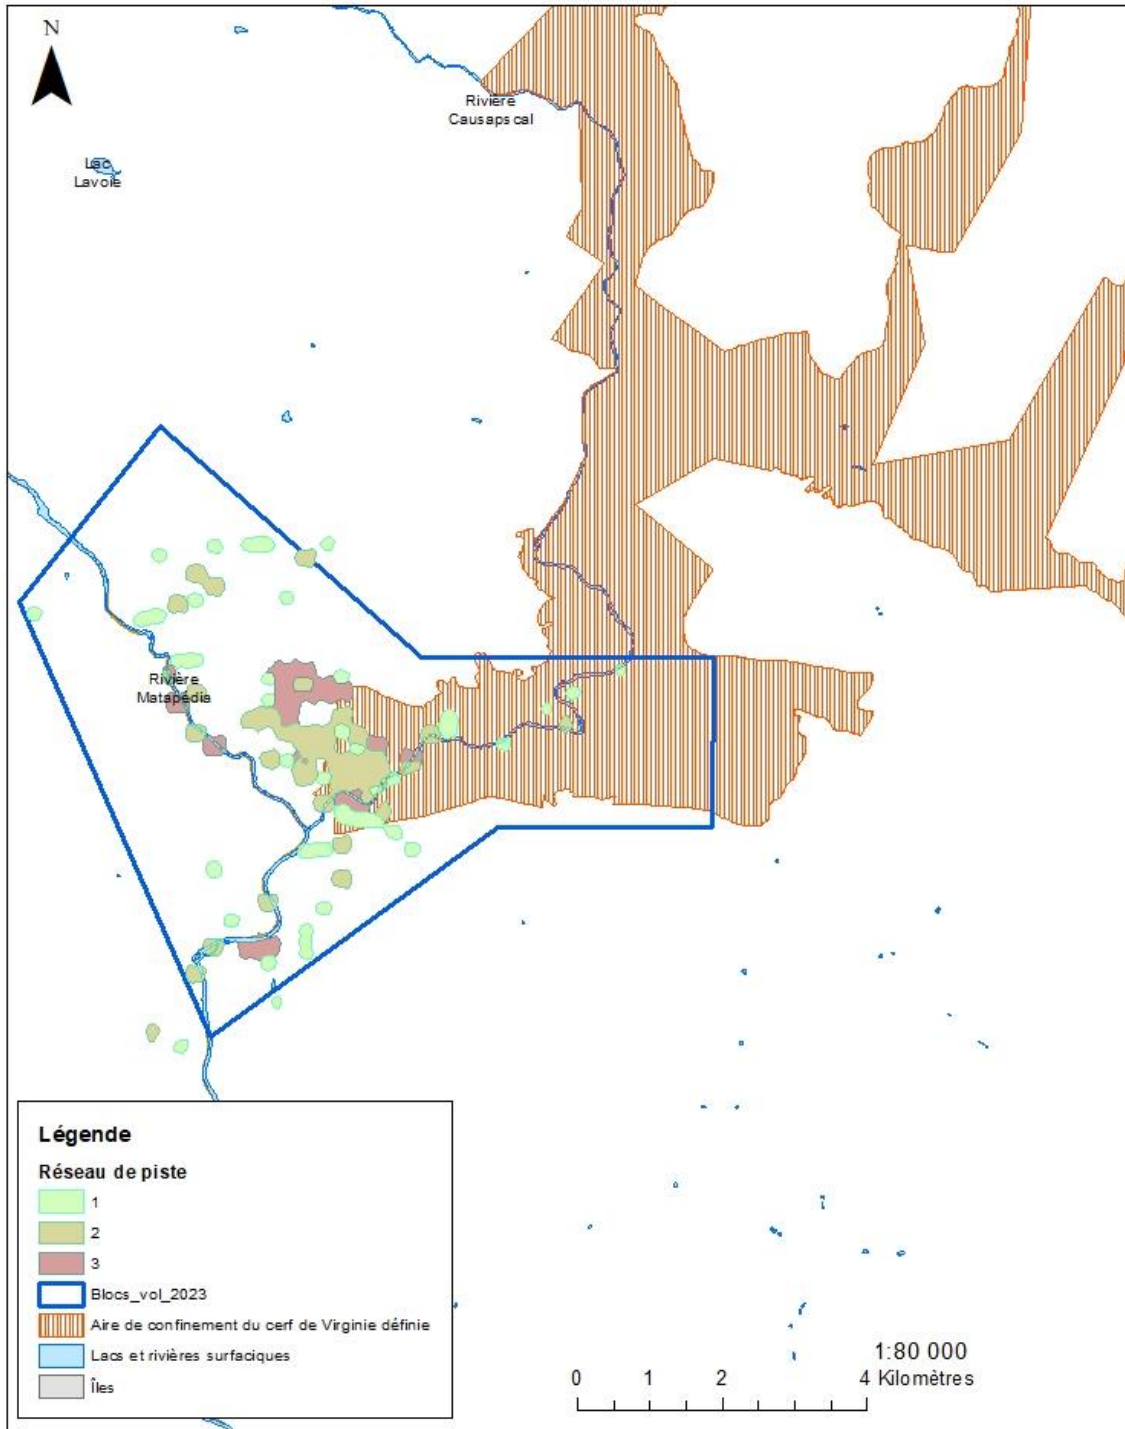 N
Rivière
Causapscal
Lac
Lavoie
Rivière
Matapédia
Légende
Réseau de piste
1
2
3
Blocs_vol_2023
Aire de confinement du cerf de Virginie définie
Lacs et rivières surfaciques
Îles
1:80 000
0 1 2 4 Kilomètres